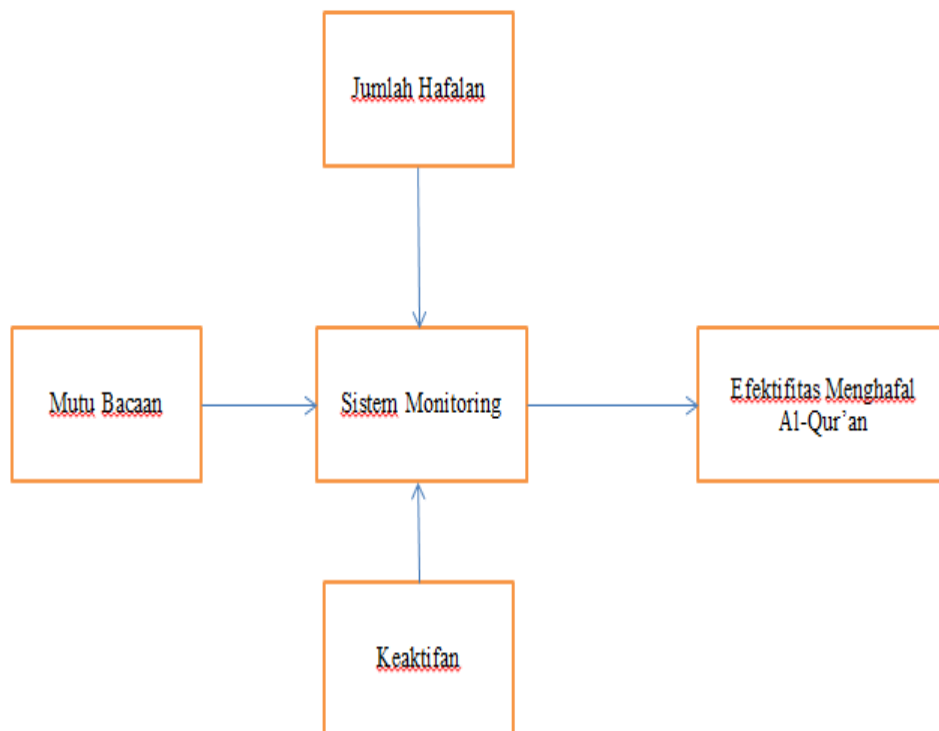 Jumlah Hafalan
Mutu Bacaan
Sistem Monitoring
Efektifitas Menghafal
Al-Qur'an
Keaktifan